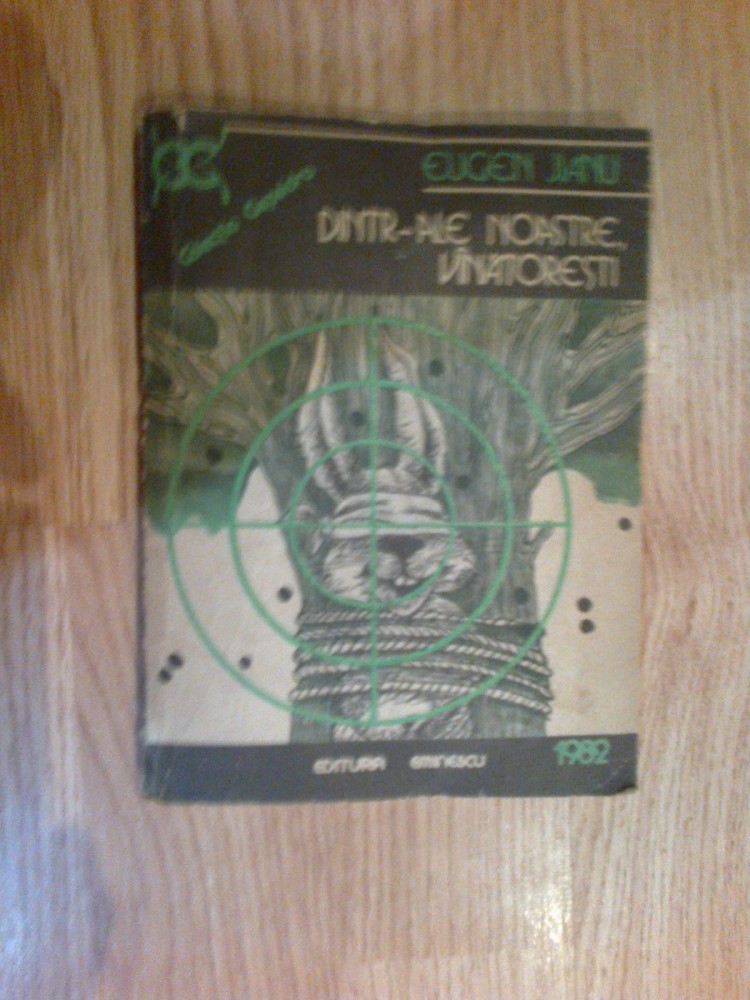 EUGEN JIANU
DINTR-ALE NOASTRE,
VÎNĂTOREȘTI
EDITURA EMINESCU
1982